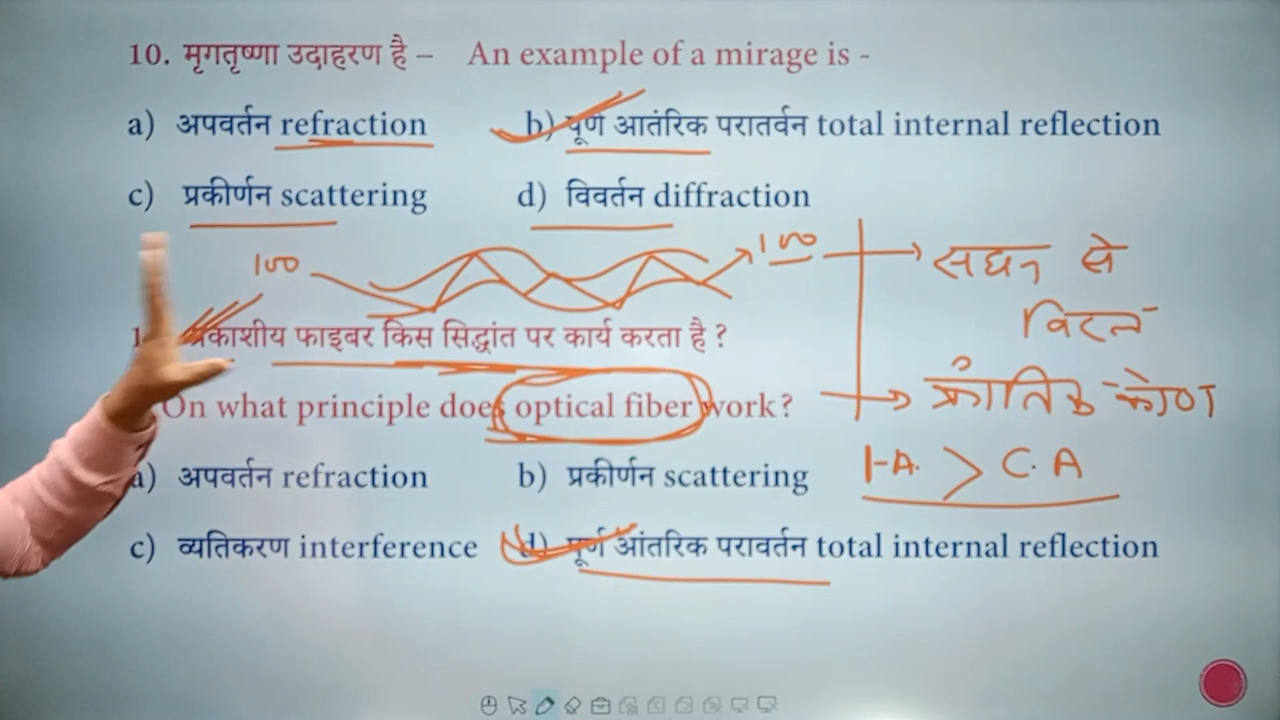 10. मृगतृष्णा उदाहरण है – An example of a mirage is -
a) अपवर्तन refraction b) पूर्ण आतंरिक परातर्वन total internal reflection
c) प्रकीर्णन scattering d) विवर्तन diffraction
100 100 सघन से
विरल
1 प्रकाशीय फाइबर किस सिद्धांत पर कार्य करता है ?
क्रांतिक कोण
On what principle does optical fiber work?
I-A. > C. A
a) अपवर्तन refraction b) प्रकीर्णन scattering
c) व्यतिकरण interference d) पूर्ण आंतरिक परावर्तन total internal reflection